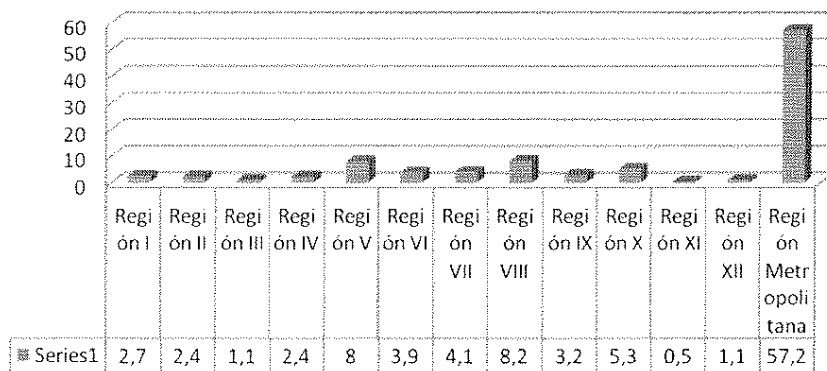 60
50
40
30
20
10
0
Regi Regi Regi Regi Regi Regi Regi Regi Regi Regi Regi Regi Regi
ón I ón II ón III ón IV ón V ón VI ón ón ón IX ón X ón XI ón ón
VII VIII XII Metr
opoli
tana
Series1 2,7 2,4 1,1 2,4 8 3,9 4,1 8,2 3,2 5,3 0,5 1,1 57,2